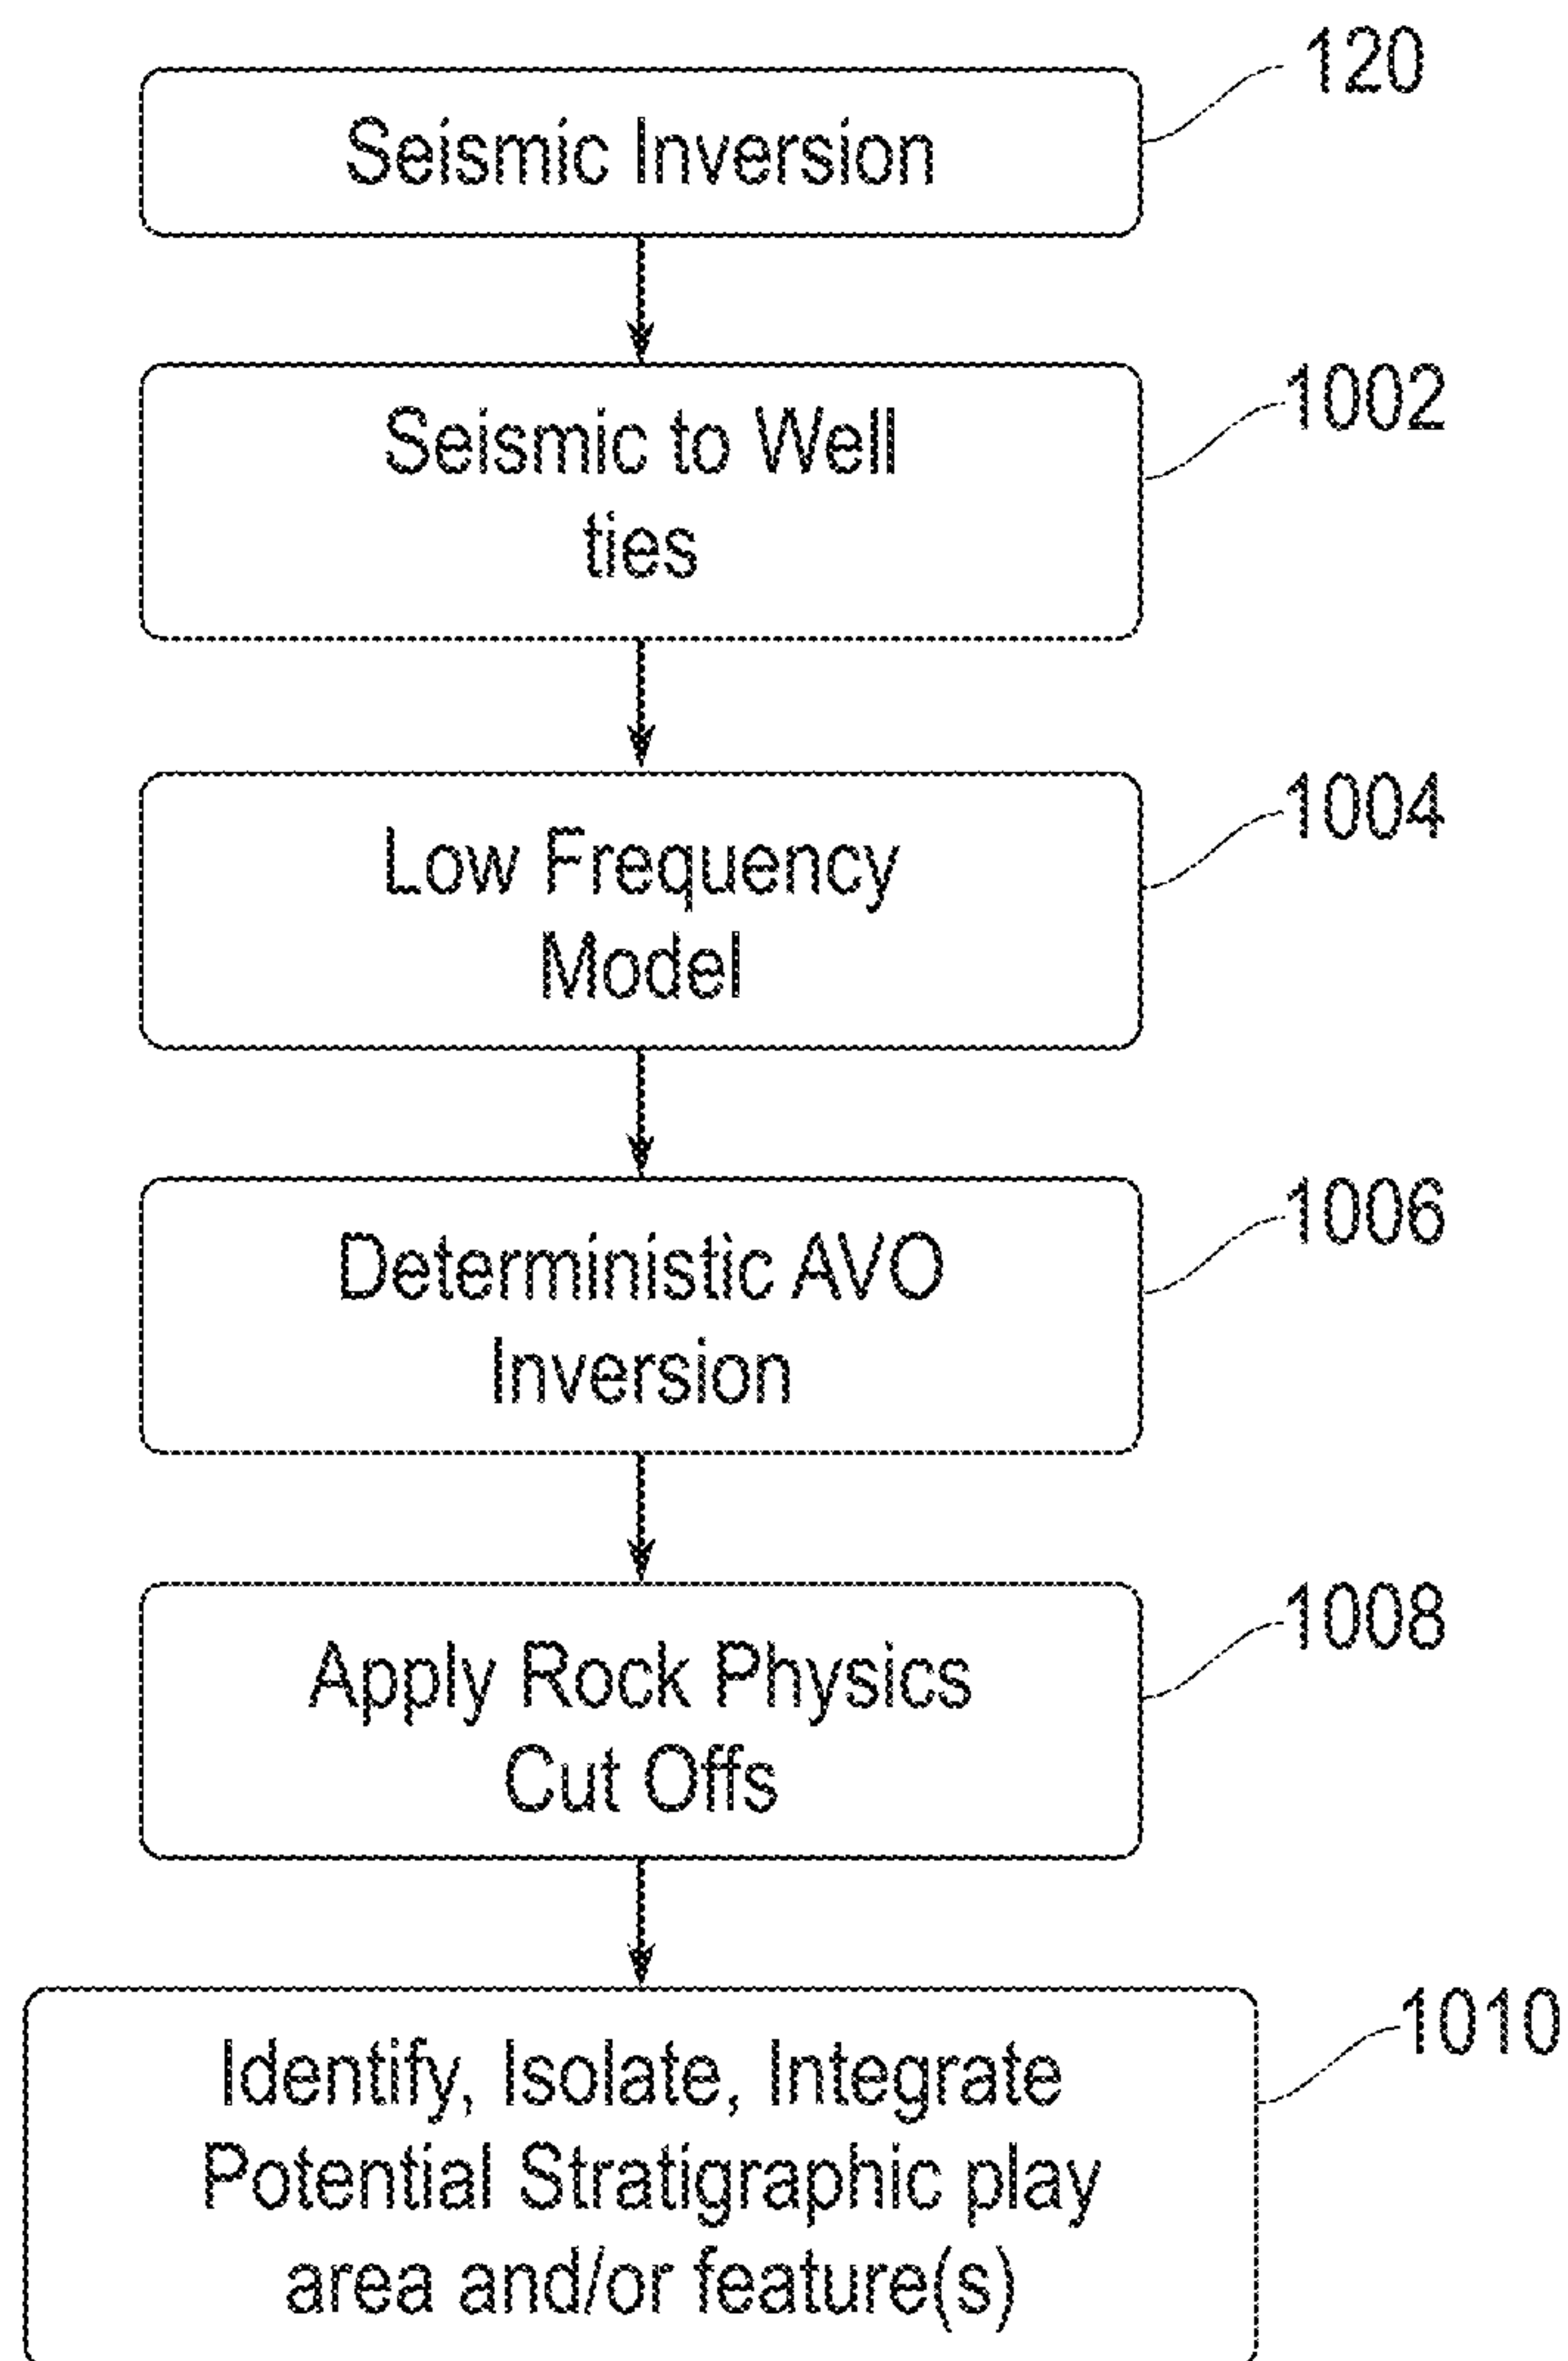 120
Seismic Inversion
1002
Seismic to Well
ties
1004
Low Frequency
Model
1006
Deterministic AVO
Inversion
1008
Apply Rock Physics
Cut Offs
1010
Identify, Isolate, Integrate
Potential Stratigraphic play
area and/or feature(s)